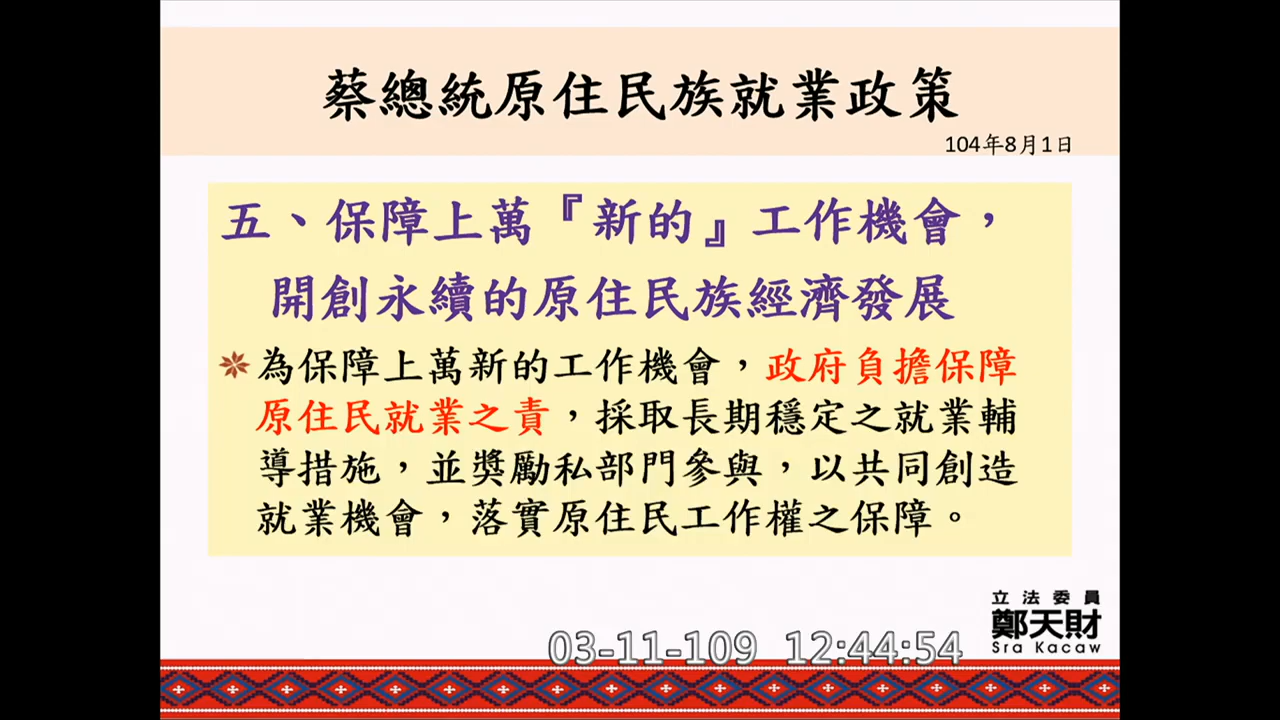 蔡總統原住民族就業政策
104年8月1日
五、保障上萬『新的』工作機會，
開創永續的原住民族經濟發展
為保障上萬新的工作機會，政府負擔保障
原住民就業之責，採取長期穩定之就業輔
導措施，並獎勵私部門參與，以共同創造
就業機會，落實原住民工作權之保障。
立法委員
鄭天財
Sra Kacaw
03-11-109 12:44:54